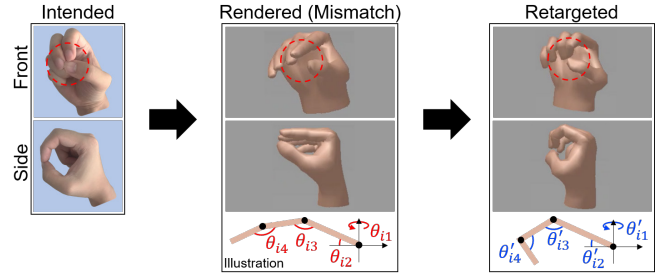 Intended
Rendered (Mismatch)
Retargeted
Front
Side
θi4 θi3 θi2 θi1
Illustration
θ′i4 θ′i3 θ′i2 θ′i1